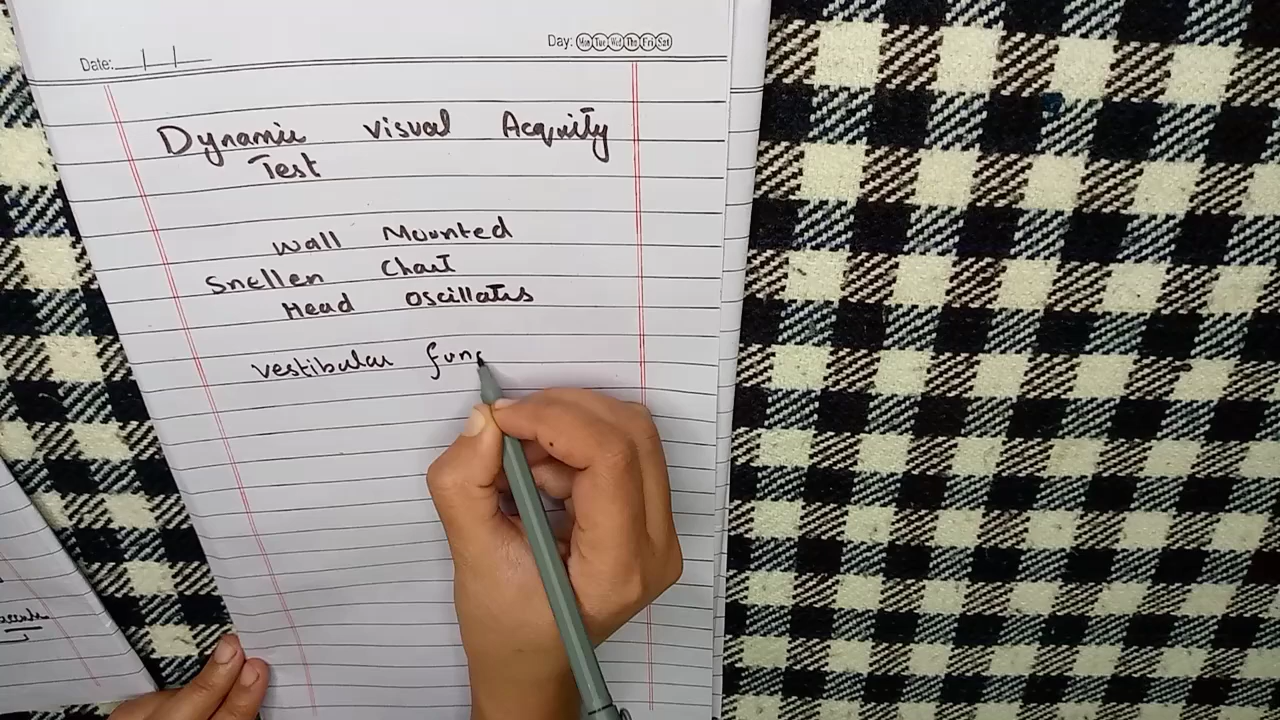 Day: Mon Tue Wed Thu Fri Sat
Date:
Dynamic visual Acquity
Test
wall Mounted
Snellen Chart
Head Oscillates
vestibular func